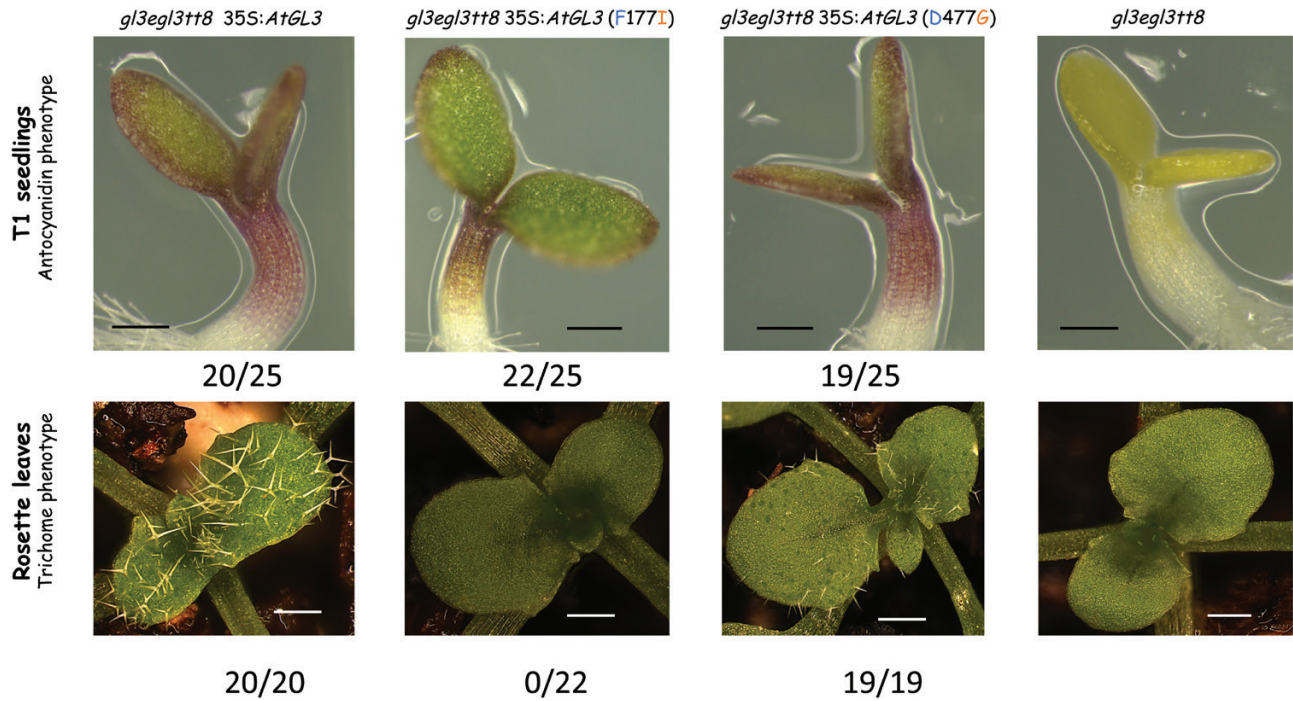 gl3egl3tt8 35S:AtGL3
gl3egl3tt8 35S:AtGL3 (F177I)
gl3egl3tt8 35S:AtGL3 (D477G)
gl3egl3tt8
T1 seedlings
Antocyanidin phenotype
20/25
22/25
19/25
Rosette leaves
Trichome phenotype
20/20
0/22
19/19